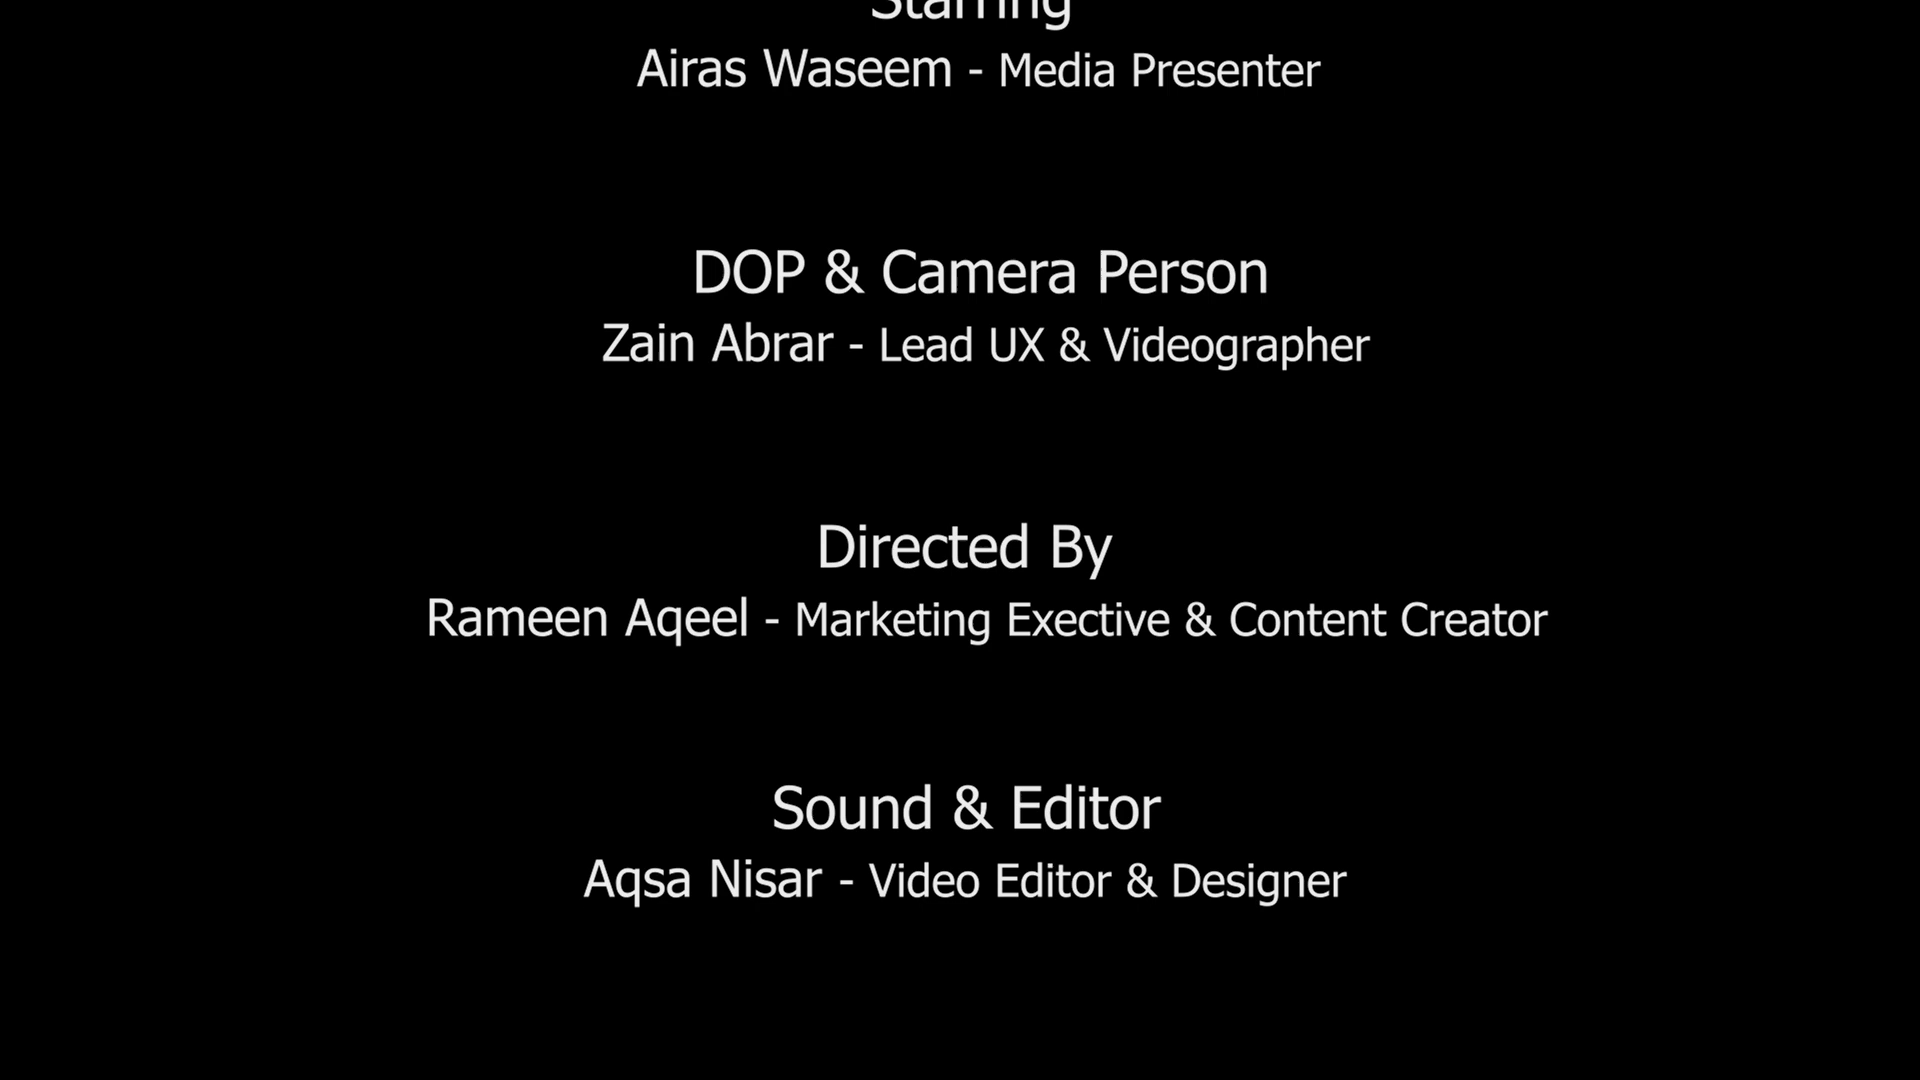 Starring
Airas Waseem - Media Presenter
DOP & Camera Person
Zain Abrar - Lead UX & Videographer
Directed By
Rameen Aqeel - Marketing Exective & Content Creator
Sound & Editor
Aqsa Nisar - Video Editor & Designer